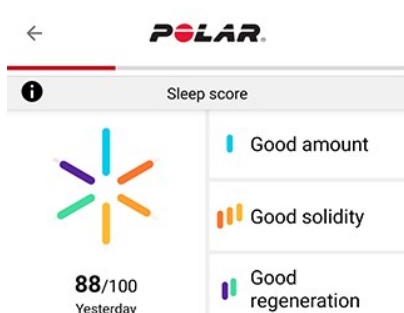 POLAR
Sleep score
Good amount
Good solidity
88/100
Yesterday
Good
regeneration